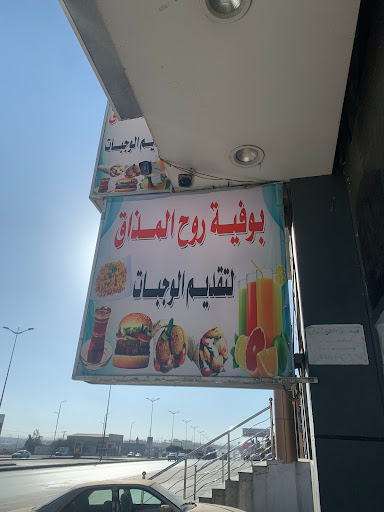 بوفية روح المذاق
لتقديم الوجبات